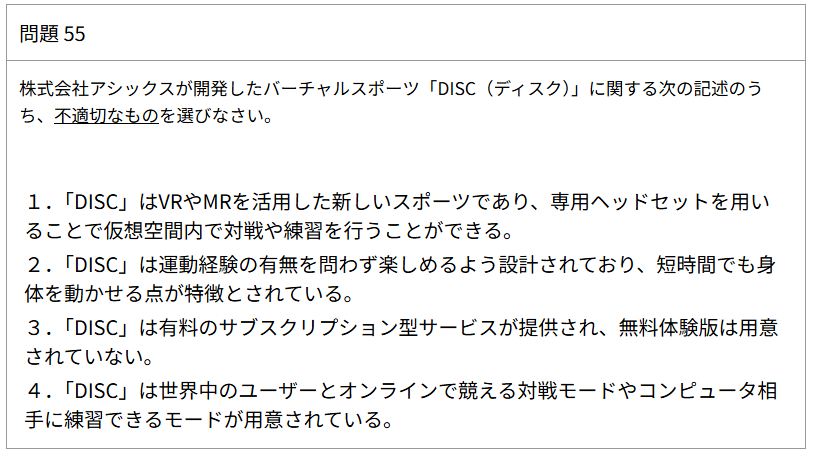 問題 55
株式会社アシックスが開発したバーチャルスポーツ「DISC（ディスク）」に関する次の記述のう
ち、不適切なものを選びなさい。
１．「DISC」はVRやMRを活用した新しいスポーツであり、専用ヘッドセットを用い
ることで仮想空間内で対戦や練習を行うことができる。
２．「DISC」は運動経験の有無を問わず楽しめるよう設計されており、短時間でも身
体を動かせる点が特徴とされている。
３．「DISC」は有料のサブスクリプション型サービスが提供され、無料体験版は用意
されていない。
４．「DISC」は世界中のユーザーとオンラインで競える対戦モードやコンピュータ相
手に練習できるモードが用意されている。